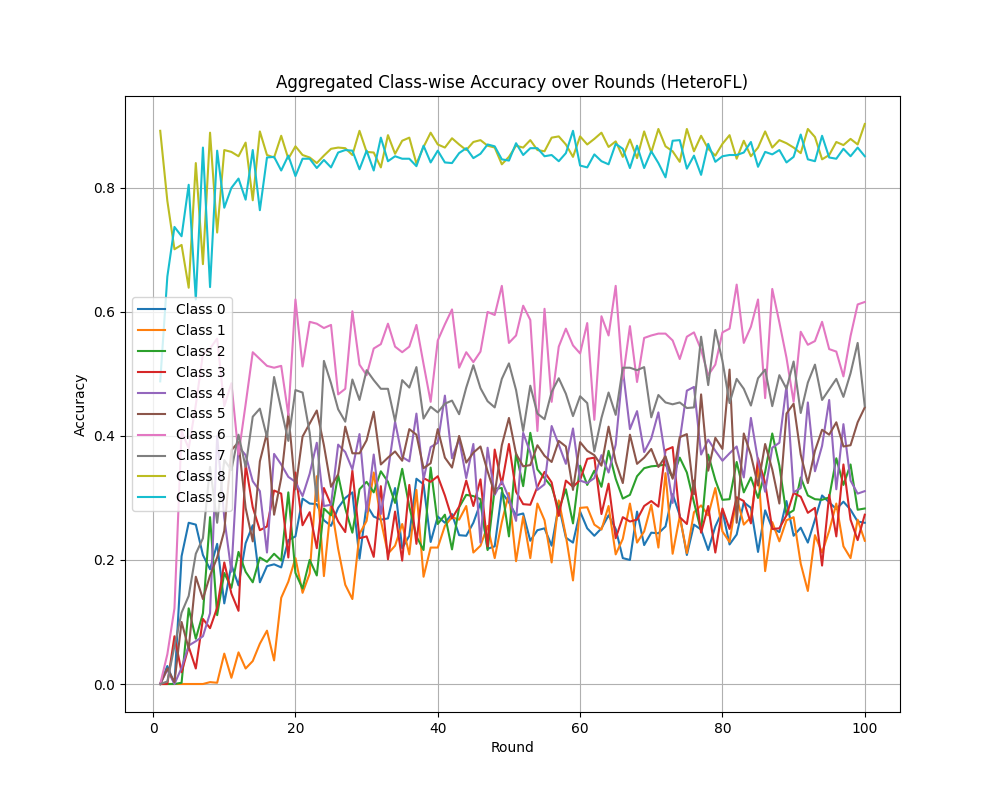 Aggregated Class-wise Accuracy over Rounds (HeteroFL)
Accuracy
0.8
0.6
0.4
0.2
0.0
Class 0
Class 1
Class 2
Class 3
Class 4
Class 5
Class 6
Class 7
Class 8
Class 9
0 20 40 60 80 100
Round